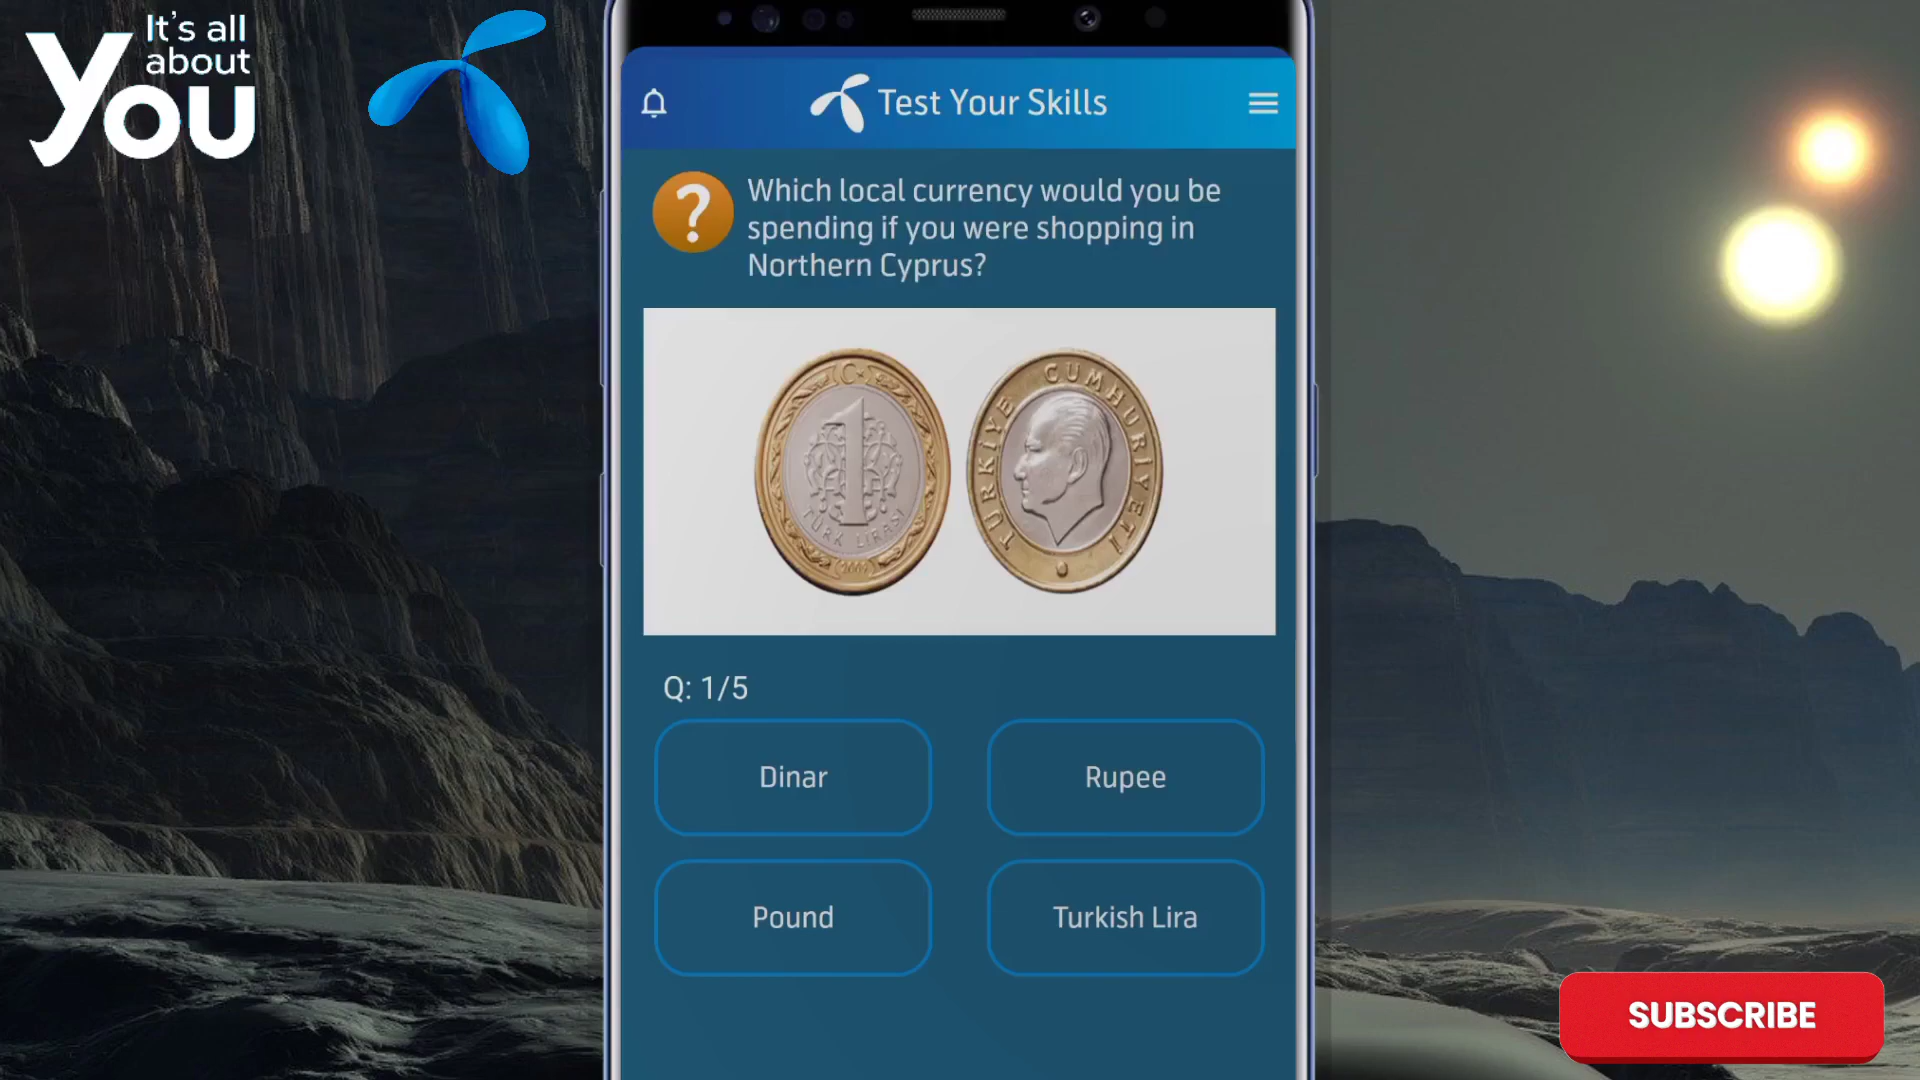 It's all
about
You
Test Your Skills
?
Which local currency would you be
spending if you were shopping in
Northern Cyprus?
1
TÜRK LİRASI
TÜRKİYE CUMHURİYETİ
Q: 1/5
Dinar
Rupee
Pound
Turkish Lira
SUBSCRIBE